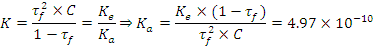 K = τ_f^2 × C / 1 − τ_f = K_e / K_a ⇒ K_a = K_e × (1 − τ_f) / τ_f^2 × C = 4.97 × 10^−10